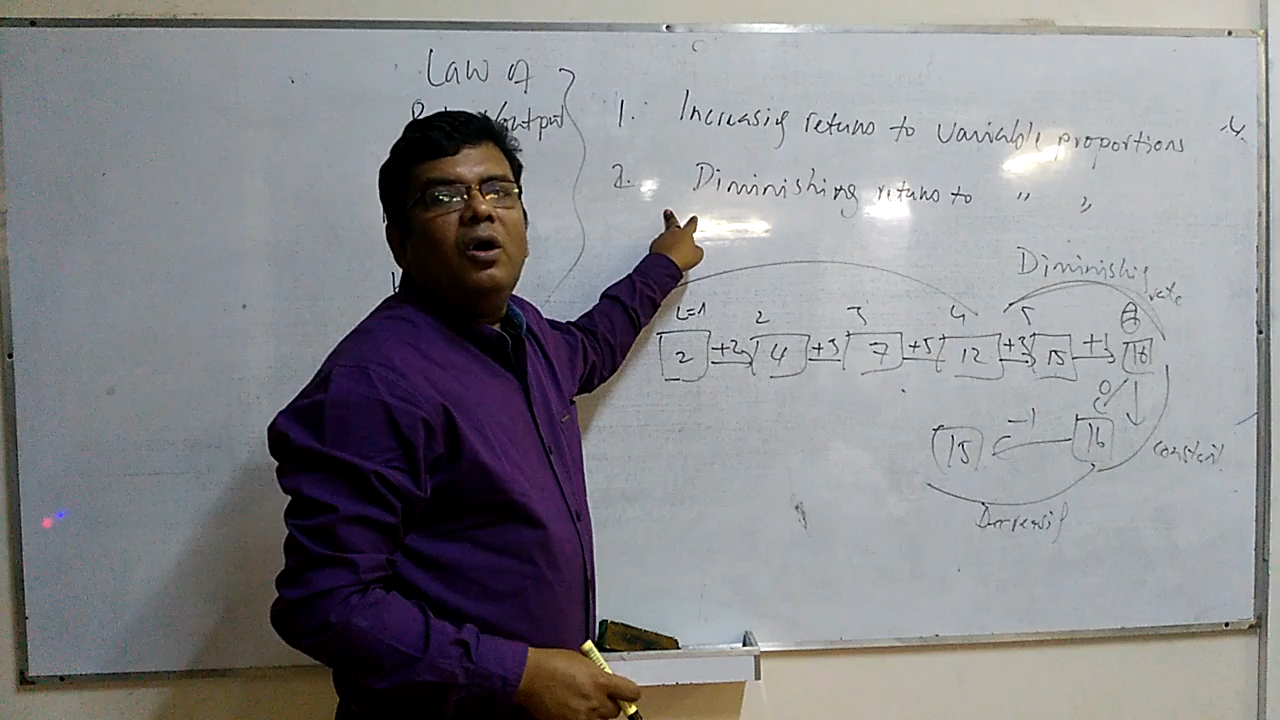 Law of
output
1. Increasing returns to variable proportions
2. Diminishing returns to " "
Diminishing rate
L=1 2 3 4 5
2 +2 4 +3 7 +5 12 +3 15 +1 16
0
15 -1 16
constant